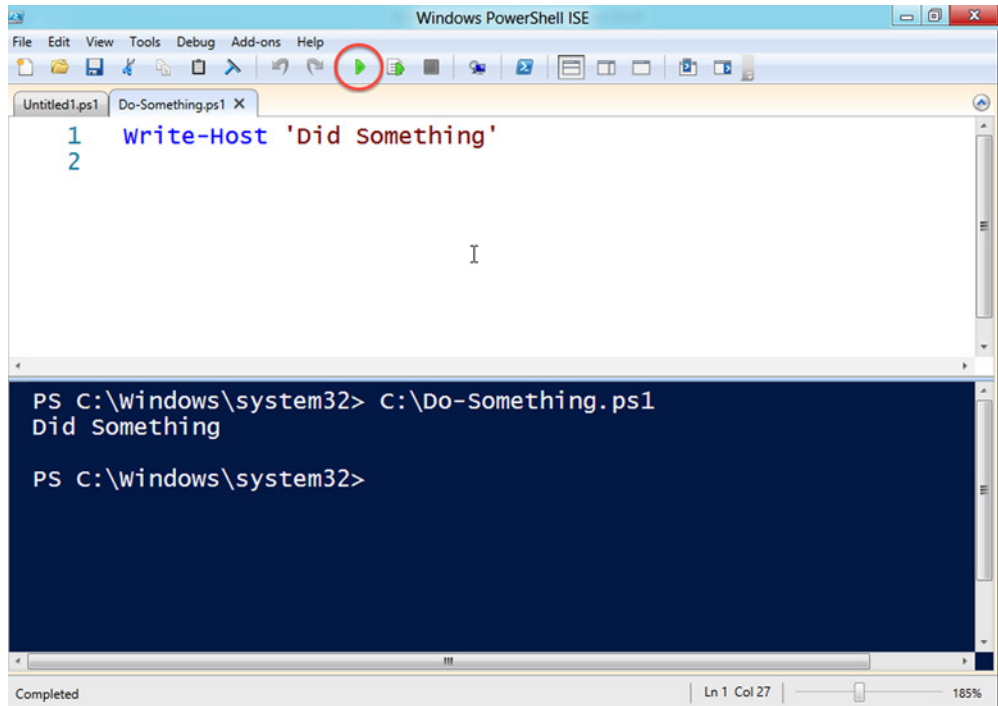 Windows PowerShell ISE
File Edit View Tools Debug Add-ons Help
Untitled1.ps1 Do-Something.ps1 X
1 Write-Host 'Did Something'
2
PS C:\Windows\system32> C:\Do-Something.ps1
Did Something
PS C:\Windows\system32>
Completed Ln 1 Col 27 185%